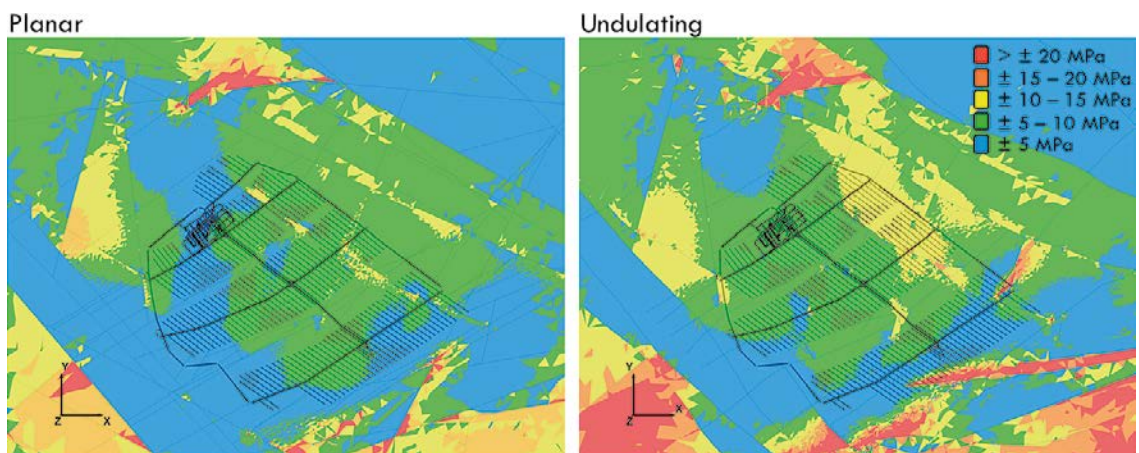 Planar
Undulating
> ± 20 MPa
± 15 – 20 MPa
± 10 – 15 MPa
± 5 – 10 MPa
± 5 MPa
Y
Z X
Y
Z X